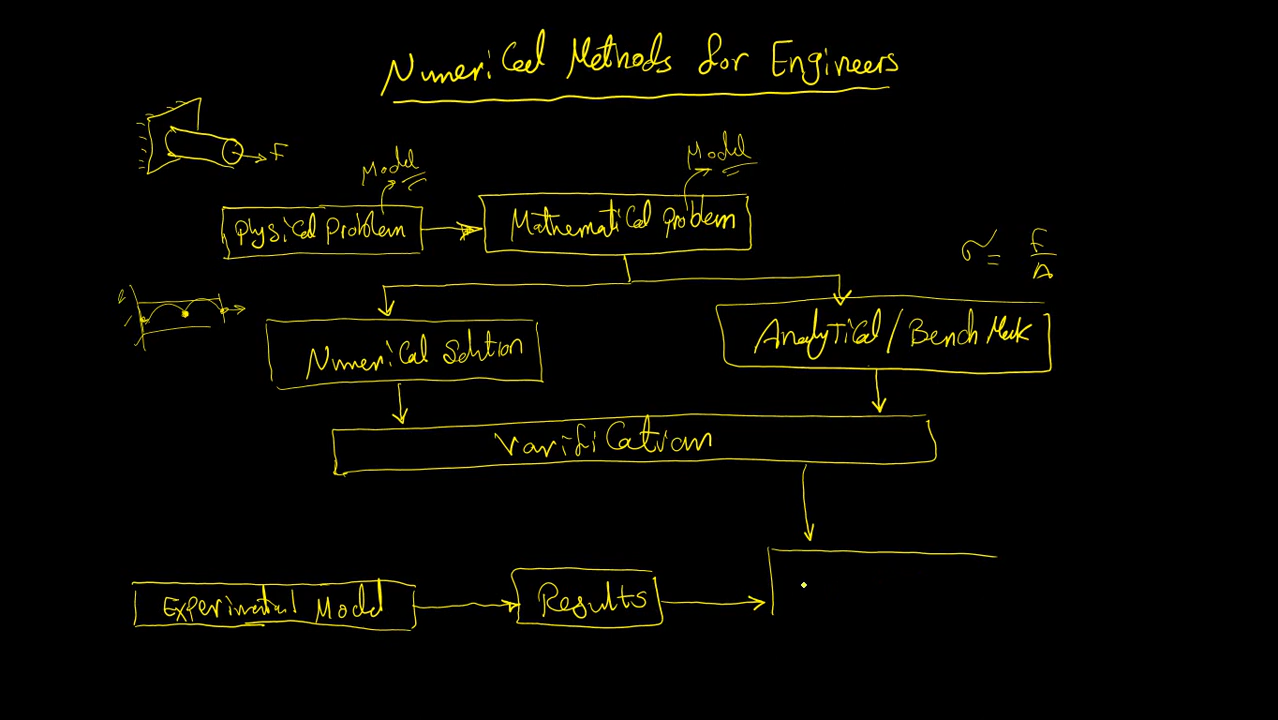 Numerical Methods for Engineers
F
Model
Model
Physical Problem
Mathematical problem
σ = F/A
Numerical Solution
Analytical / Bench Mark
Varification
Experimental Model
Results